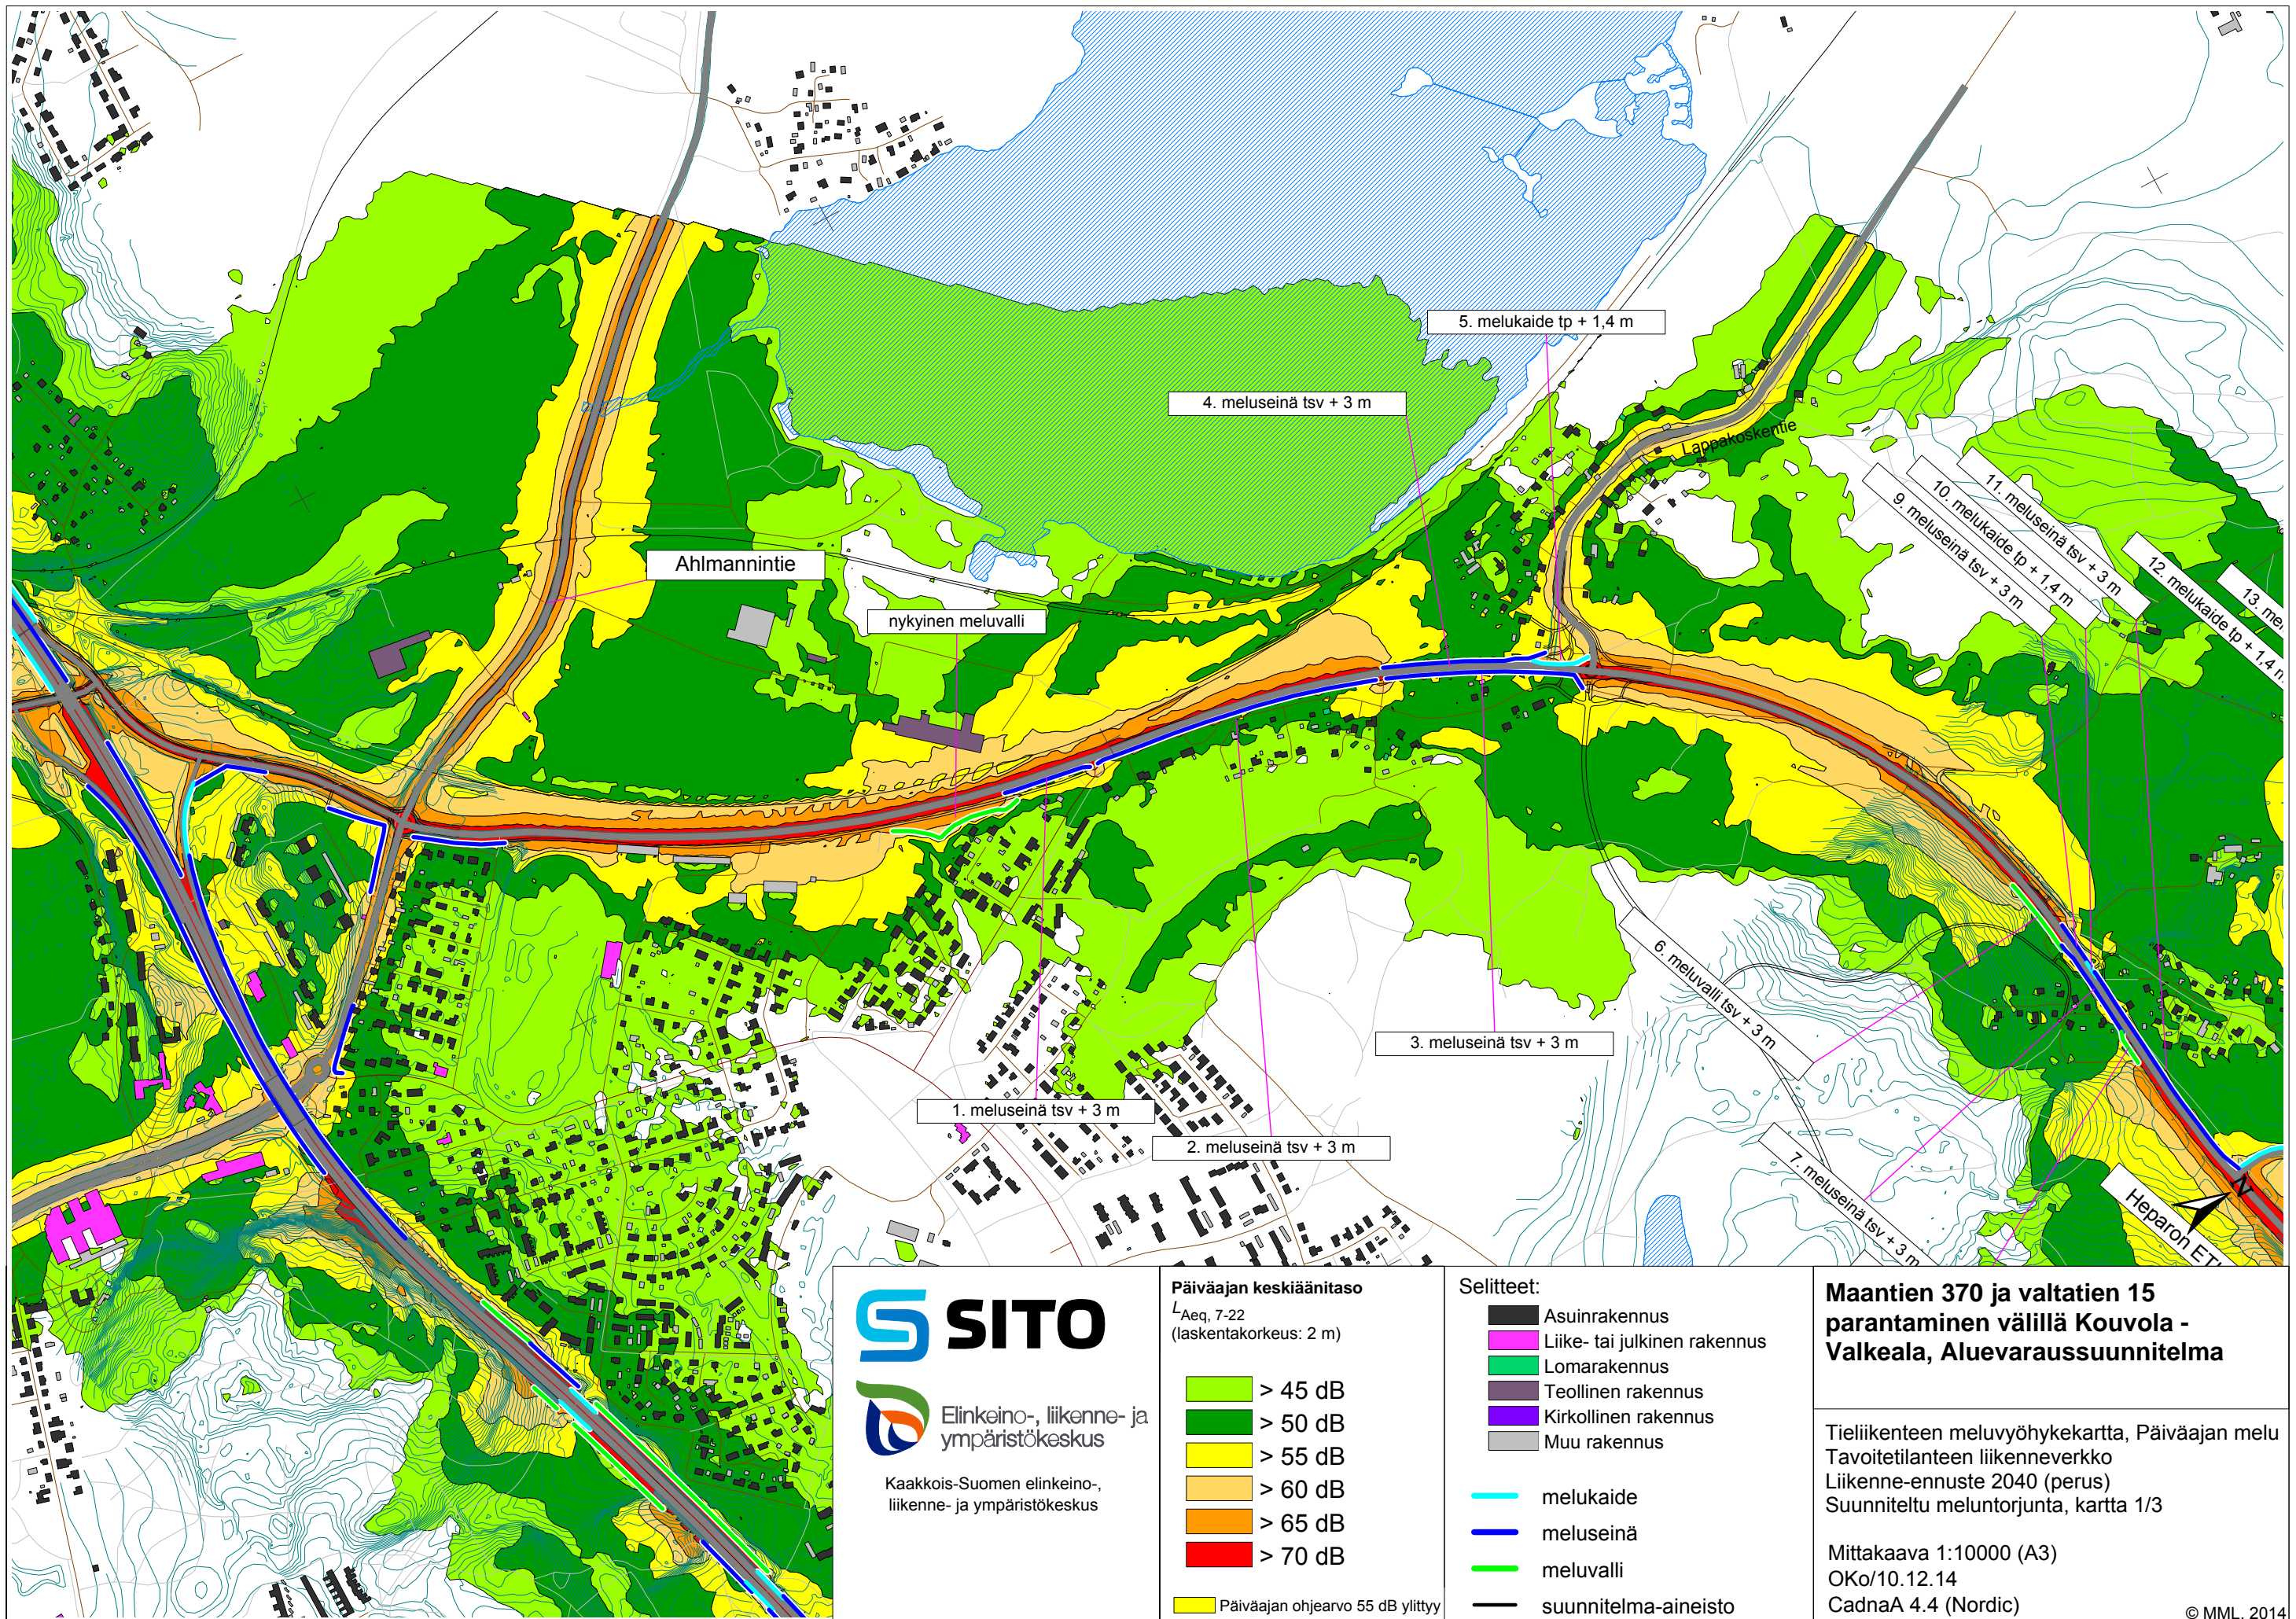 5. melukaide tp + 1,4 m
4. meluseinä tsv + 3 m
Lappakoskentie
11. meluseinä tsv + 3 m
10. melukaide tp + 1,4 m
9. meluseinä tsv + 3 m
12. melukaide tp + 1,4 m
13. mel
Ahlmannintie
nykyinen meluvalli
6. meluvalli tsv + 3 m
3. meluseinä tsv + 3 m
1. meluseinä tsv + 3 m
2. meluseinä tsv + 3 m
7. meluseinä tsv + 3 m
N
Heparon ET
SITO
Elinkeino-, liikenne- ja
ympäristökeskus
Kaakkois-Suomen elinkeino-,
liikenne- ja ympäristökeskus
Päiväajan keskiäänitaso
LAeq, 7-22
(laskentakorkeus: 2 m)
> 45 dB
> 50 dB
> 55 dB
> 60 dB
> 65 dB
> 70 dB
Päiväajan ohjearvo 55 dB ylittyy
Selitteet:
Asuinrakennus
Liike- tai julkinen rakennus
Lomarakennus
Teollinen rakennus
Kirkollinen rakennus
Muu rakennus
melukaide
meluseinä
meluvalli
suunnitelma-aineisto
Maantien 370 ja valtatien 15
parantaminen välillä Kouvola -
Valkeala, Aluevaraussuunnitelma
Tieliikenteen meluvyöhykekartta, Päiväajan melu
Tavoitetilanteen liikenneverkko
Liikenne-ennuste 2040 (perus)
Suunniteltu meluntorjunta, kartta 1/3
Mittakaava 1:10000 (A3)
OKo/10.12.14
CadnaA 4.4 (Nordic)
© MML, 2014